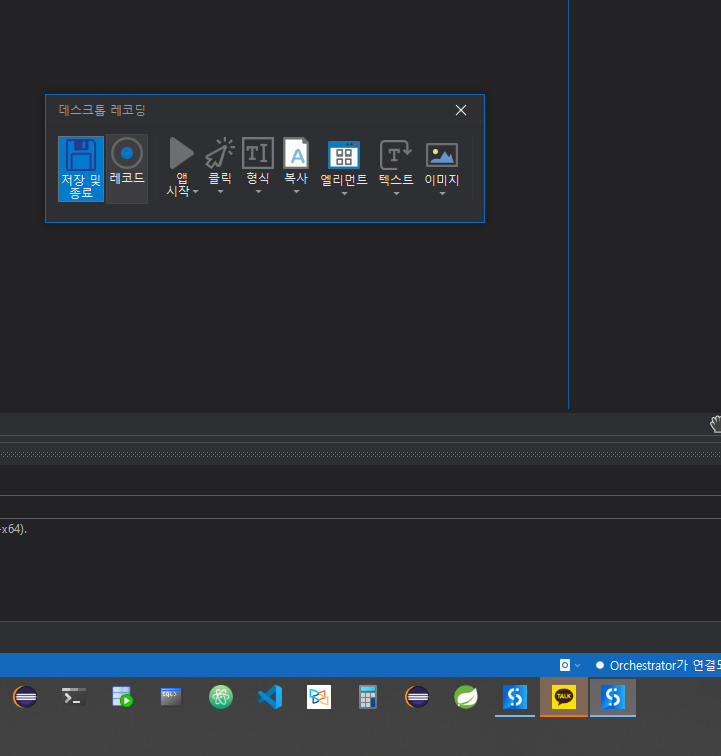 데스크톱 레코딩
저장 및
종료
레코드
앱
시작
클릭
형식
복사
엘리먼트
텍스트
이미지
x64).
Orchestrator가 연결
SQL>
TALK